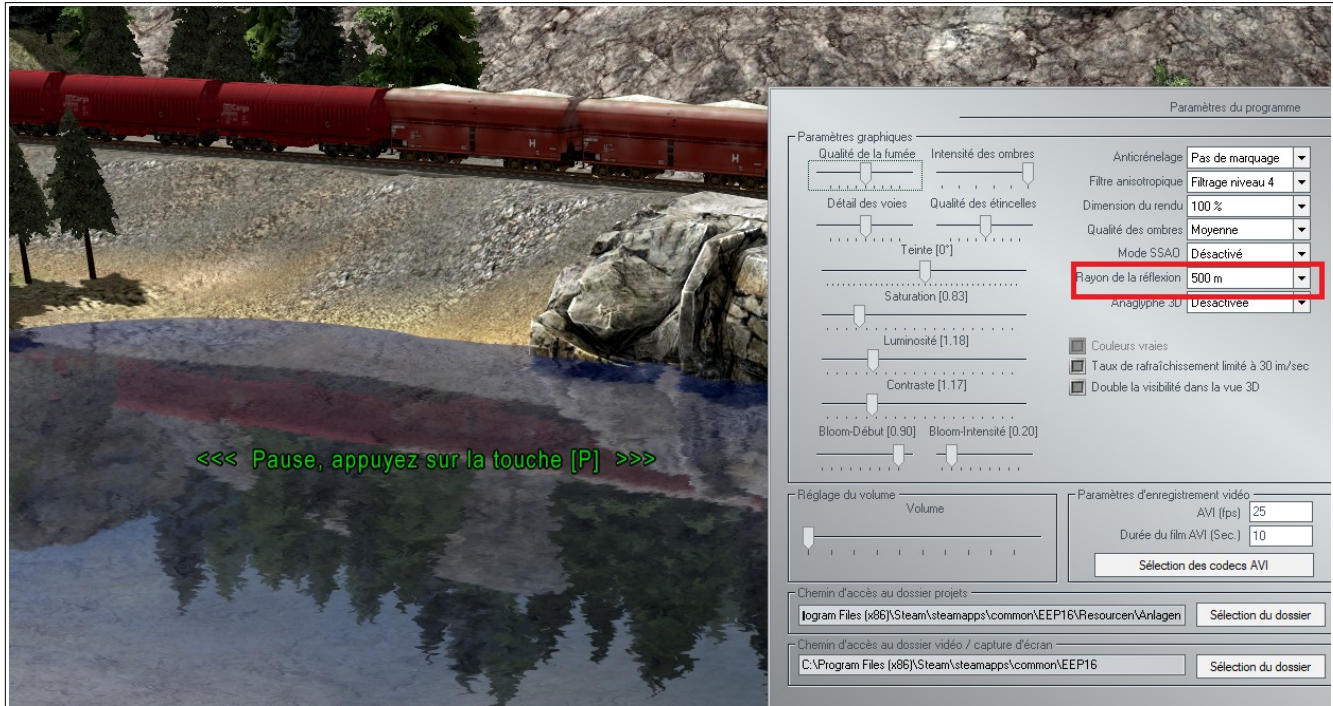 Cargo
Cargo
H
H
<<< Pause, appuyez sur la touche [P] >>>
Paramètres du programme
Paramètres graphiques
Qualité de la fumée
Intensité des ombres
Détail des voies
Qualité des étincelles
Teinte [0°]
Saturation [0.83]
Luminosité [1.18]
Contraste [1.17]
Bloom-Début [0.90]
Bloom-Intensité [0.20]
Anticrénelage Pas de marquage
Filtre anisotropique Filtrage niveau 4
Dimension du rendu 100 %
Qualité des ombres Moyenne
Mode SSAO Désactivé
Rayon de la réflexion 500 m
Anaglyphe 3D Désactivée
Couleurs vraies
Taux de rafraîchissement limité à 30 im/sec
Double la visibilité dans la vue 3D
Réglage du volume
Volume
Paramètres d'enregistrement vidéo
AVI (fps) 25
Durée du film AVI (Sec.) 10
Sélection des codecs AVI
Chemin d'accès au dossier projets
logram Files (x86)\Steam\steamapps\common\EEP16\Resourcen\Anlagen
Sélection du dossier
Chemin d'accès au dossier vidéo / capture d'écran
C:\Program Files (x86)\Steam\steamapps\common\EEP16
Sélection du dossier